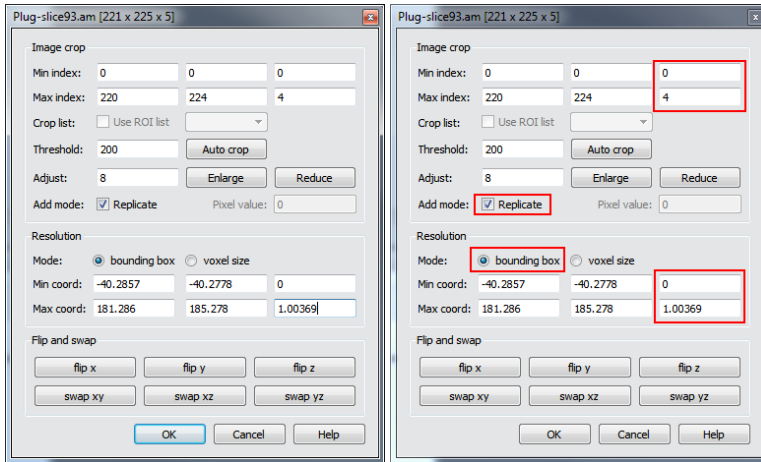 Plug-slice93.am [221 x 225 x 5]
Image crop
Min index: 0 0 0
Max index: 220 224 4
Crop list: Use ROI list
Threshold: 200 Auto crop
Adjust: 8 Enlarge Reduce
Add mode: Replicate Pixel value: 0
Resolution
Mode: bounding box voxel size
Min coord: -40.2857 -40.2778 0
Max coord: 181.286 185.278 1.00369
Flip and swap
flip x flip y flip z
swap xy swap xz swap yz
OK Cancel Help
Plug-slice93.am [221 x 225 x 5]
Image crop
Min index: 0 0 0
Max index: 220 224 4
Crop list: Use ROI list
Threshold: 200 Auto crop
Adjust: 8 Enlarge Reduce
Add mode: Replicate Pixel value: 0
Resolution
Mode: bounding box voxel size
Min coord: -40.2857 -40.2778 0
Max coord: 181.286 185.278 1.00369
Flip and swap
flip x flip y flip z
swap xy swap xz swap yz
OK Cancel Help